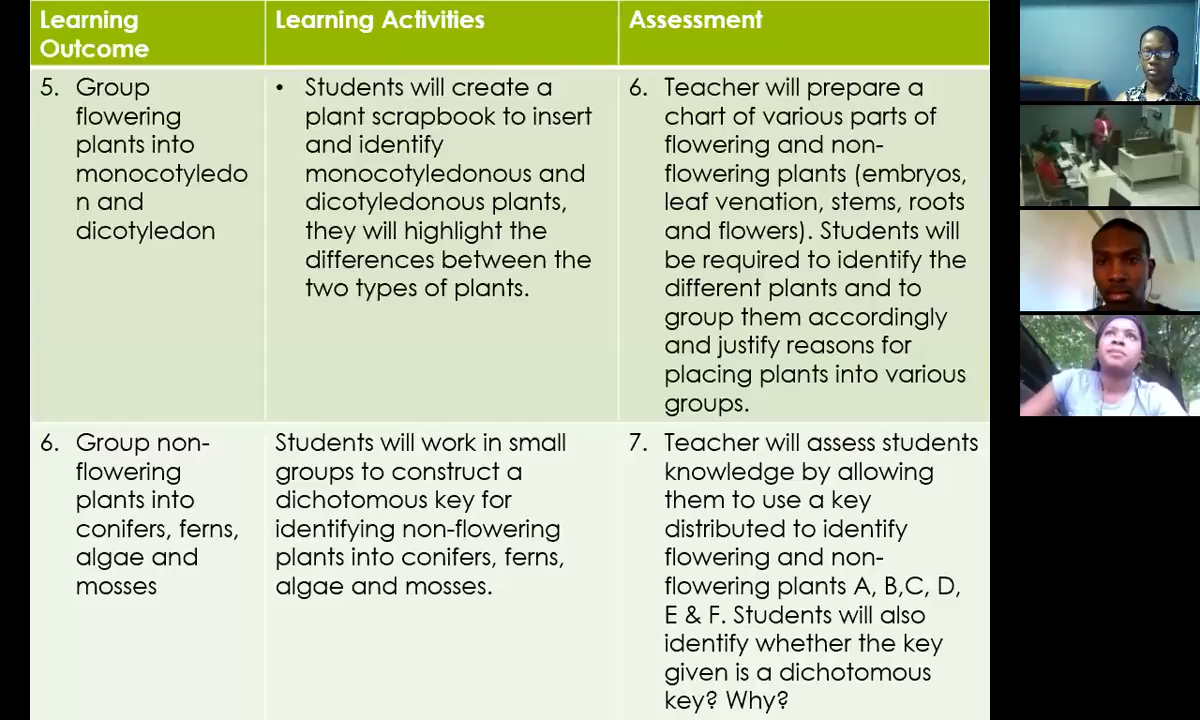 Learning
Outcome
Learning Activities
Assessment
5. Group
flowering
plants into
monocotyledo
n and
dicotyledon
• Students will create a
plant scrapbook to insert
and identify
monocotyledonous and
dicotyledonous plants,
they will highlight the
differences between the
two types of plants.
6. Teacher will prepare a
chart of various parts of
flowering and non-
flowering plants (embryos,
leaf venation, stems, roots
and flowers). Students will
be required to identify the
different plants and to
group them accordingly
and justify reasons for
placing plants into various
groups.
6. Group non-
flowering
plants into
conifers, ferns,
algae and
mosses
Students will work in small
groups to construct a
dichotomous key for
identifying non-flowering
plants into conifers, ferns,
algae and mosses.
7. Teacher will assess students
knowledge by allowing
them to use a key
distributed to identify
flowering and non-
flowering plants A, B,C, D,
E & F. Students will also
identify whether the key
given is a dichotomous
key? Why?